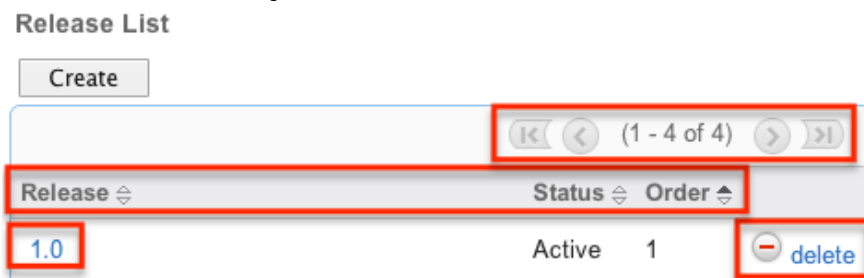 Release List
Create
(1 - 4 of 4)
Release Status Order
1.0 Active 1 delete